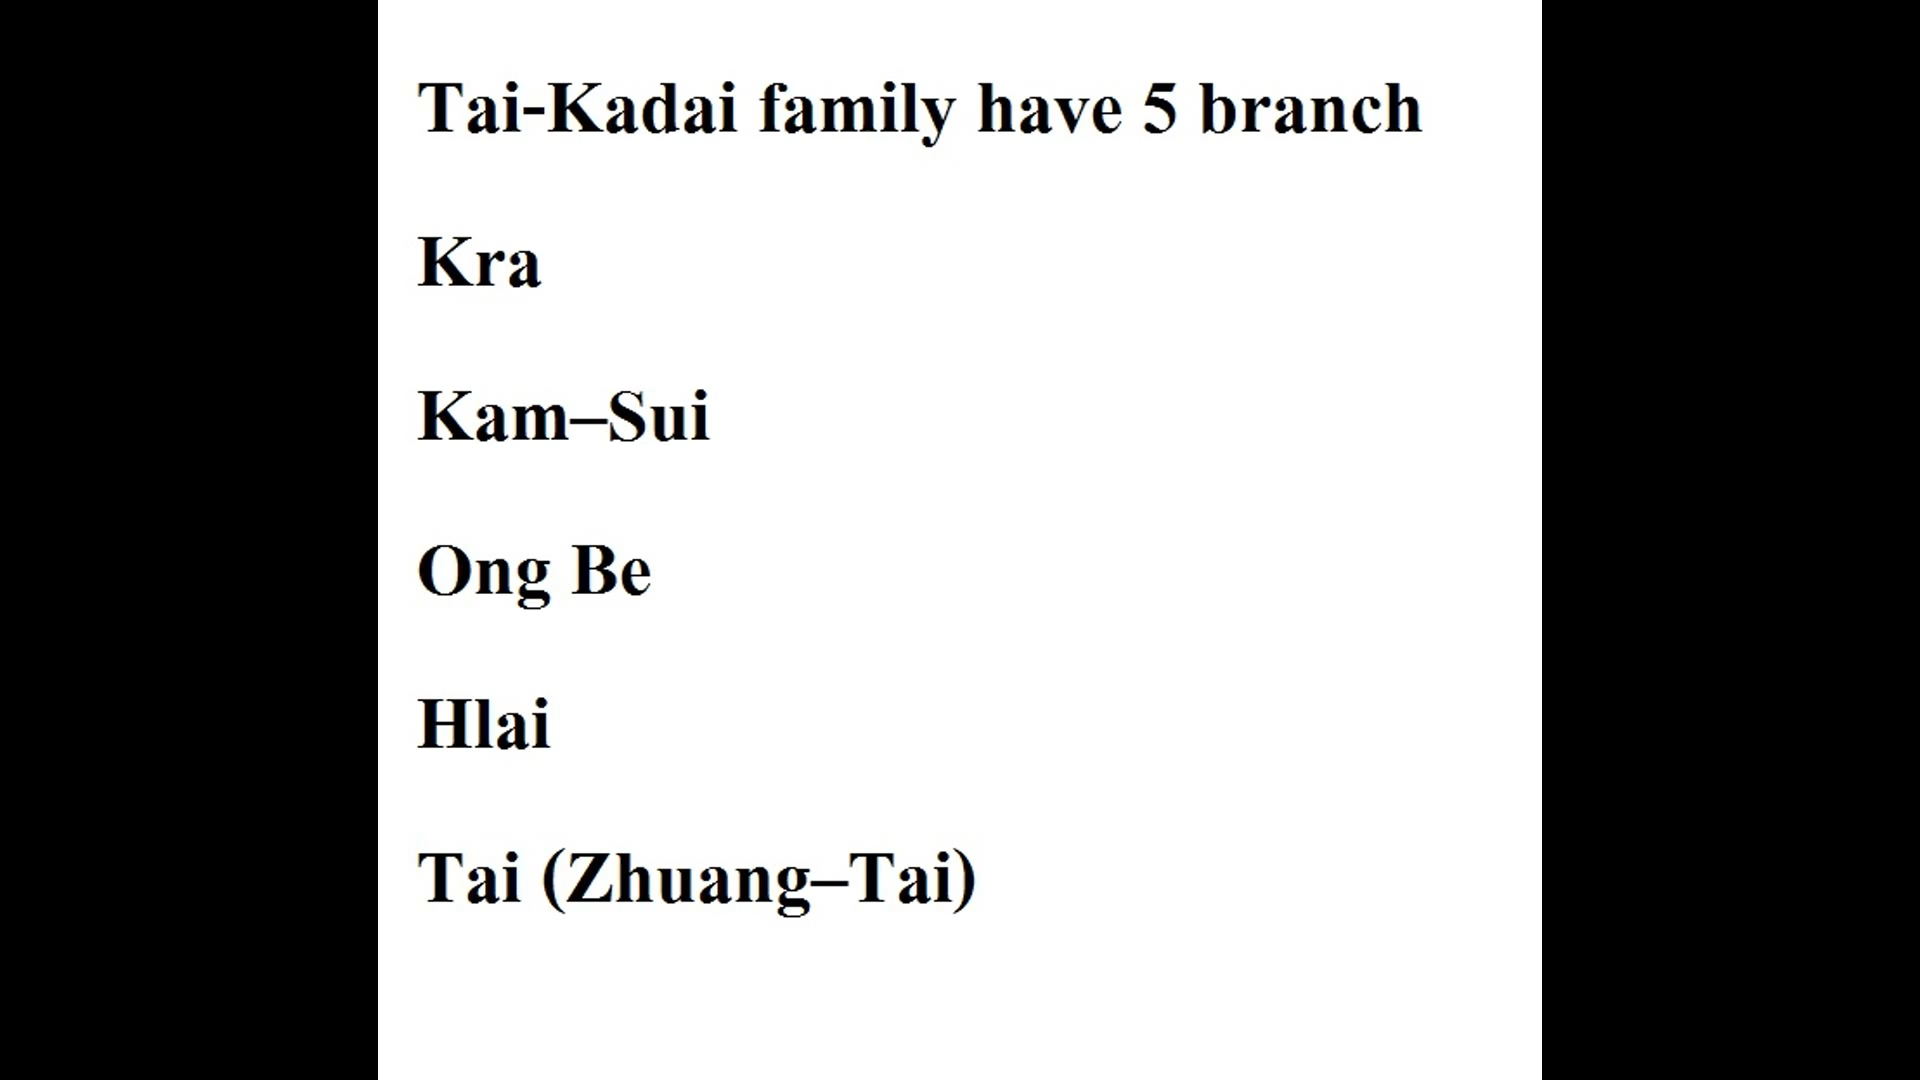 Tai-Kadai family have 5 branch
Kra
Kam–Sui
Ong Be
Hlai
Tai (Zhuang–Tai)